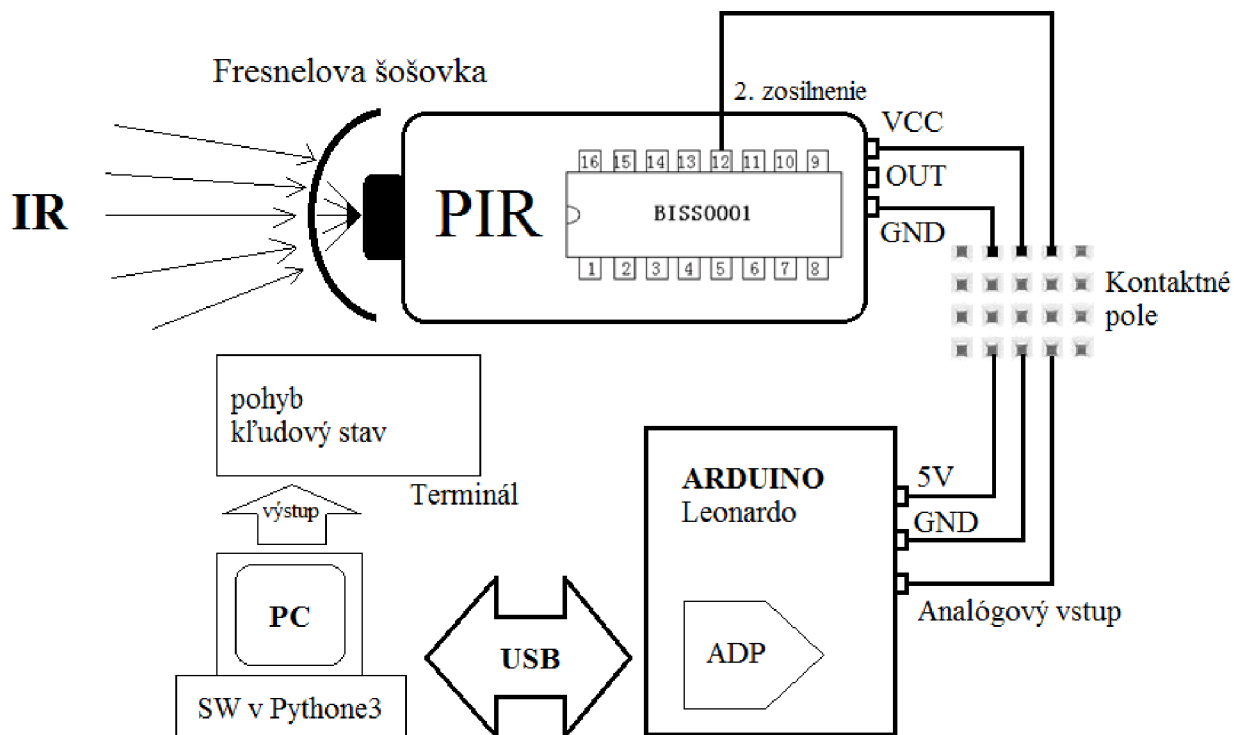 Fresnelova šošovka
2. zosilnenie
VCC
16 15 14 13 12 11 10 9
OUT
IR
PIR
BISS0001
GND
1 2 3 4 5 6 7 8
Kontaktné
pole
pohyb
kľudový stav
Terminál
ARDUINO
Leonardo
5V
GND
výstup
Analógový vstup
PC
USB
ADP
SW v Pythone3